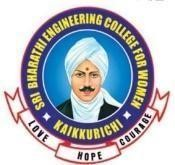 SRI BHARATHI ENGINEERING COLLEGE FOR WOMEN
KAIKKURICHI
LOVE
HOPE
COURAGE